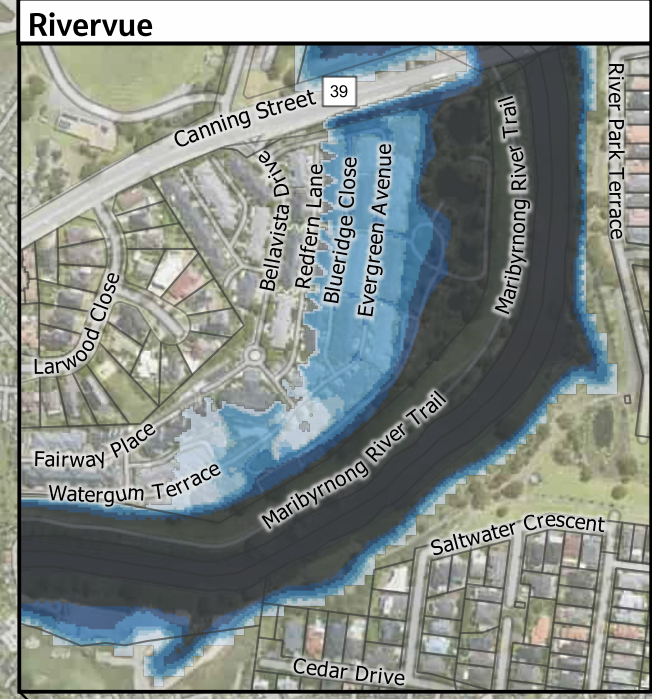 Rivervue
39
Canning Street
River Park Terrace
Maribyrnong River Trail
Bellavista Drive
Redfern Lane
Blueridge Close
Evergreen Avenue
Larwood Close
Fairway Place
Watergum Terrace
Maribyrnong River Trail
Saltwater Crescent
Cedar Drive